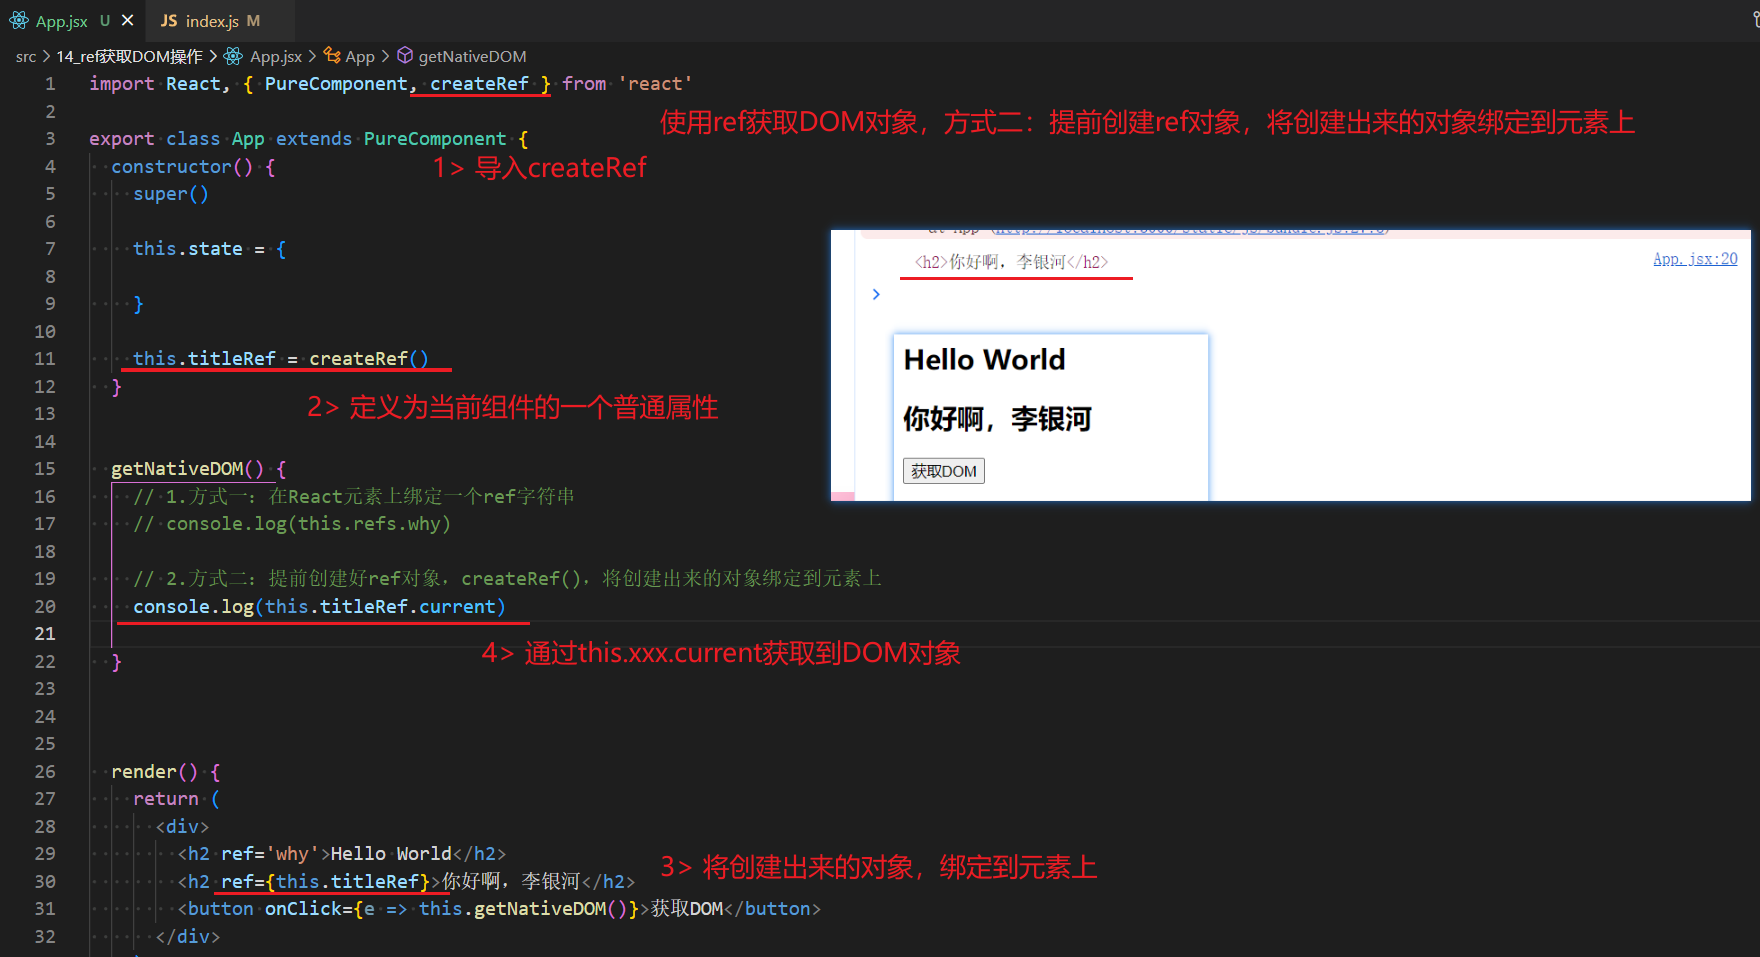 App.jsx U × JS index.js M
src > 14_ref获取DOM操作 > App.jsx > App > getNativeDOM
1 import React, { PureComponent, createRef } from 'react'
2
使用ref获取DOM对象，方式二：提前创建ref对象，将创建出来的对象绑定到元素上
3 export class App extends PureComponent {
4 constructor() {
1> 导入createRef
5 super()
6
7 this.state = {
8
9 }
10
11 this.titleRef = createRef()
12 }
2> 定义为当前组件的一个普通属性
13
14
15 getNativeDOM() {
16 // 1.方式一：在React元素上绑定一个ref字符串
17 // console.log(this.refs.why)
18
19 // 2.方式二：提前创建好ref对象，createRef()，将创建出来的对象绑定到元素上
20 console.log(this.titleRef.current)
21
4> 通过this.xxx.current获取到DOM对象
22 }
23
24
25
26 render() {
27 return (
28 <div>
29 <h2 ref='why'>Hello World</h2>
3> 将创建出来的对象，绑定到元素上
30 <h2 ref={this.titleRef}>你好啊，李银河</h2>
31 <button onClick={e => this.getNativeDOM()}>获取DOM</button>
32 </div>
<h2>你好啊，李银河</h2> App.jsx:20
>
Hello World
你好啊，李银河
获取DOM